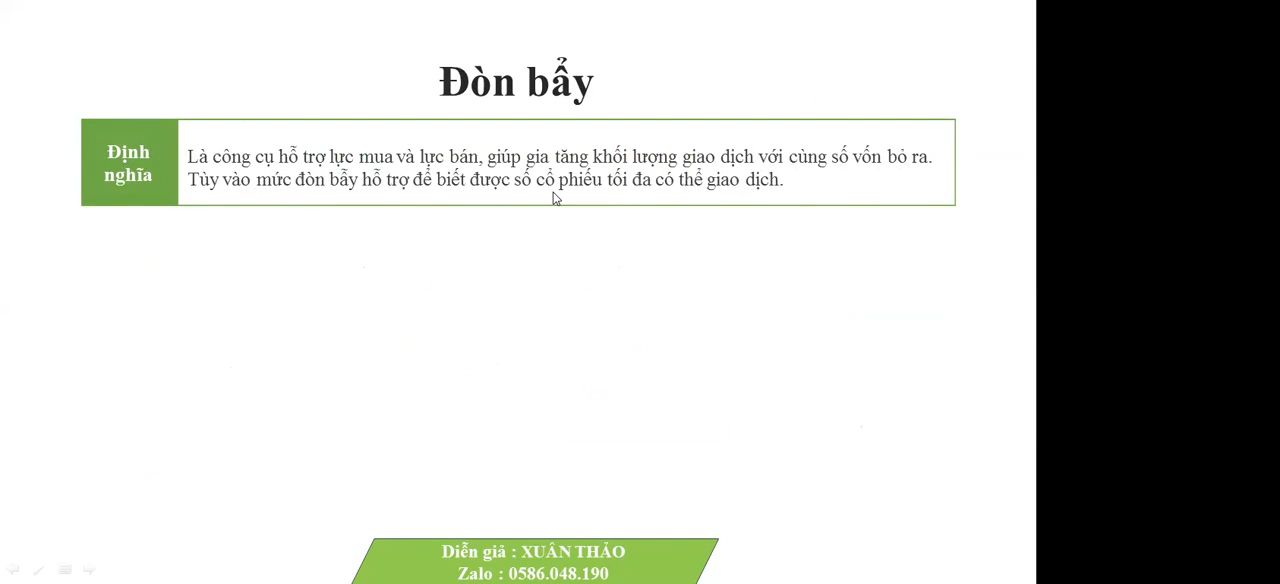 Đòn bẩy
Định
nghĩa
Là công cụ hỗ trợ lực mua và lực bán, giúp gia tăng khối lượng giao dịch với cùng số vốn bỏ ra.
Tùy vào mức đòn bẫy hỗ trợ để biết được số cổ phiếu tối đa có thể giao dịch.
Diễn giả : XUÂN THẢO
Zalo : 0586.048.190